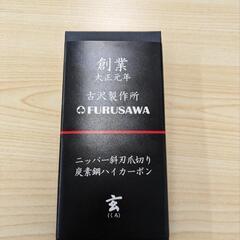 創業
大正元年
古沢製作所
FURUSAWA
ニッパー斜刃爪切り
炭素鋼ハイカーボン
玄
(くろ)